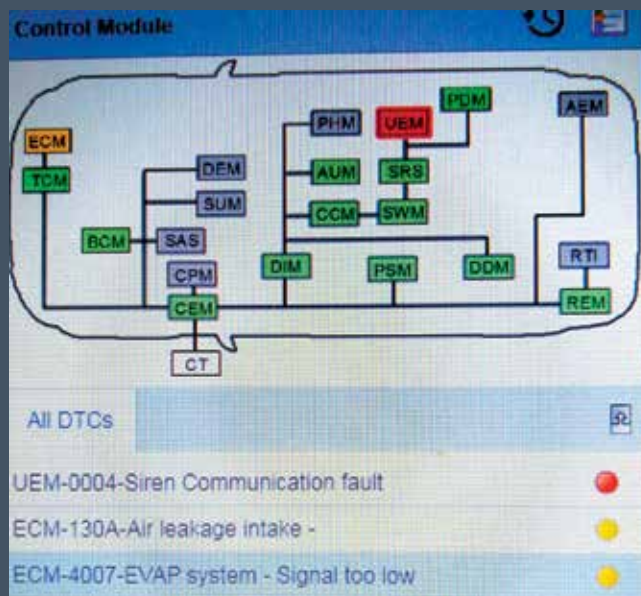 Control Module
PHM UEM PDM AEM
ECM
TCM DEM AUM SRS
SUM CCM SWM
BCM SAS
CPM DIM PSM DDM RTI
CEM REM
CT
All DTCs
UEM-0004-Siren Communication fault
ECM-130A-Air leakage intake -
ECM-4007-EVAP system - Signal too low